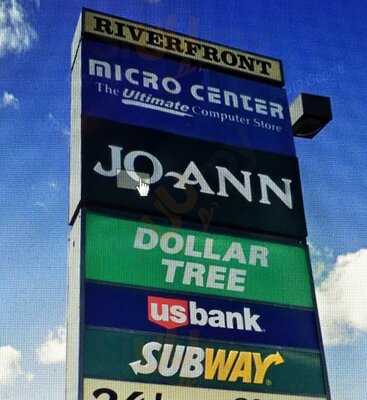 RIVERFRONT
MICRO CENTER
The Ultimate Computer Store
JO-ANN
DOLLAR
TREE
usbank
SUBWAY